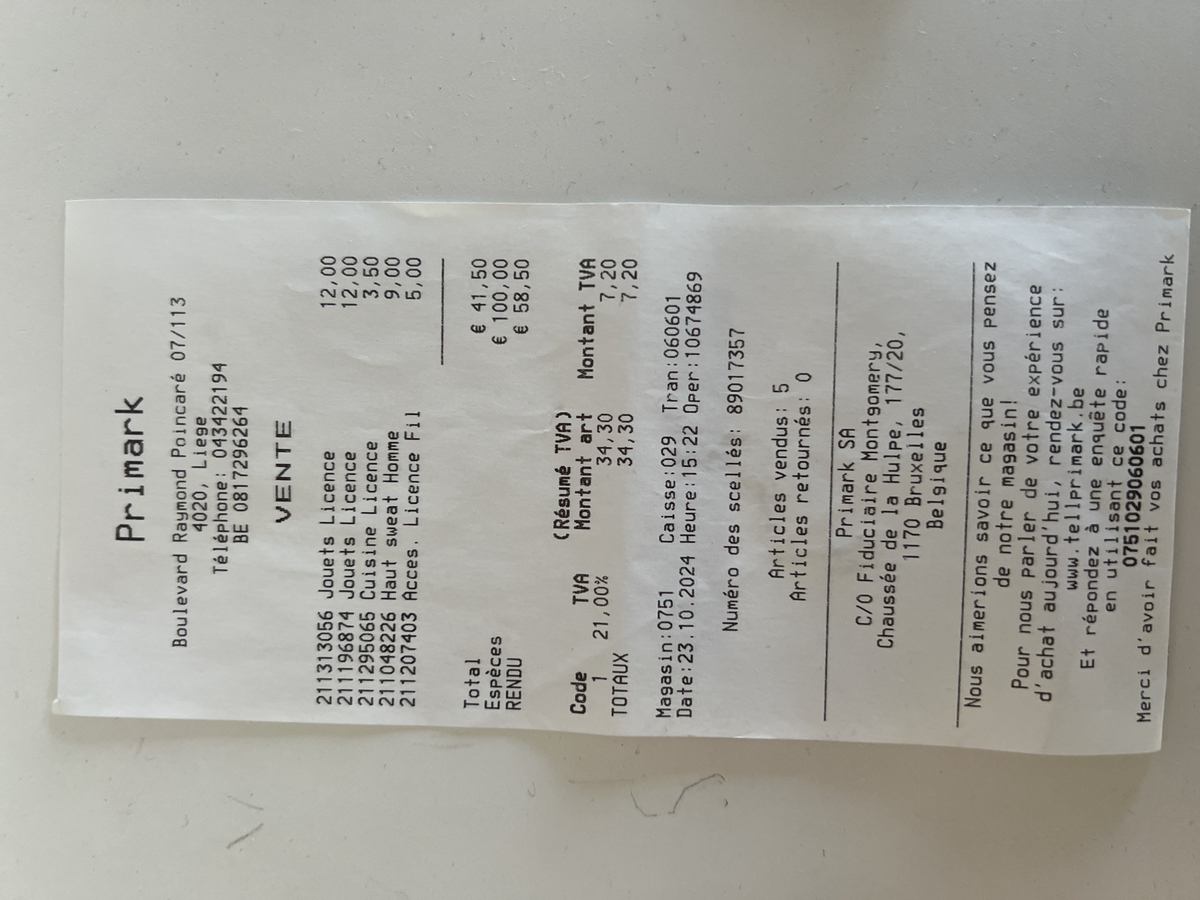 Primark
Boulevard Raymond Poincaré 07/113
4020, Liege
Téléphone: 043422194
BE 0817296264
VENTE
211313056 Jouets Licence 12,00
211196874 Jouets Licence 12,00
211295065 Cuisine Licence 3,50
211048226 Haut sweat Homme 9,00
211207403 Acces. Licence Fil 5,00
Total € 41,50
Espèces € 100,00
RENDU € 58,50
(Résumé TVA)
Code TVA Montant art Montant TVA
1 21,00% 34,30 7,20
TOTAUX 34,30 7,20
Magasin:0751 Caisse:029 Tran:060601
Date:23.10.2024 Heure:15:22 Oper:10674869
Numéro des scellés: 89017357
Articles vendus: 5
Articles retournés: 0
Primark SA
C/O Fiduciaire Montgomery,
Chaussée de la Hulpe, 177/20,
1170 Bruxelles
Belgique
Nous aimerions savoir ce que vous pensez
de notre magasin!
Pour nous parler de votre expérience
d'achat aujourd'hui, rendez-vous sur:
www.tellprimark.be
Et répondez à une enquête rapide
en utilisant ce code:
0751029060601
Merci d'avoir fait vos achats chez Primark